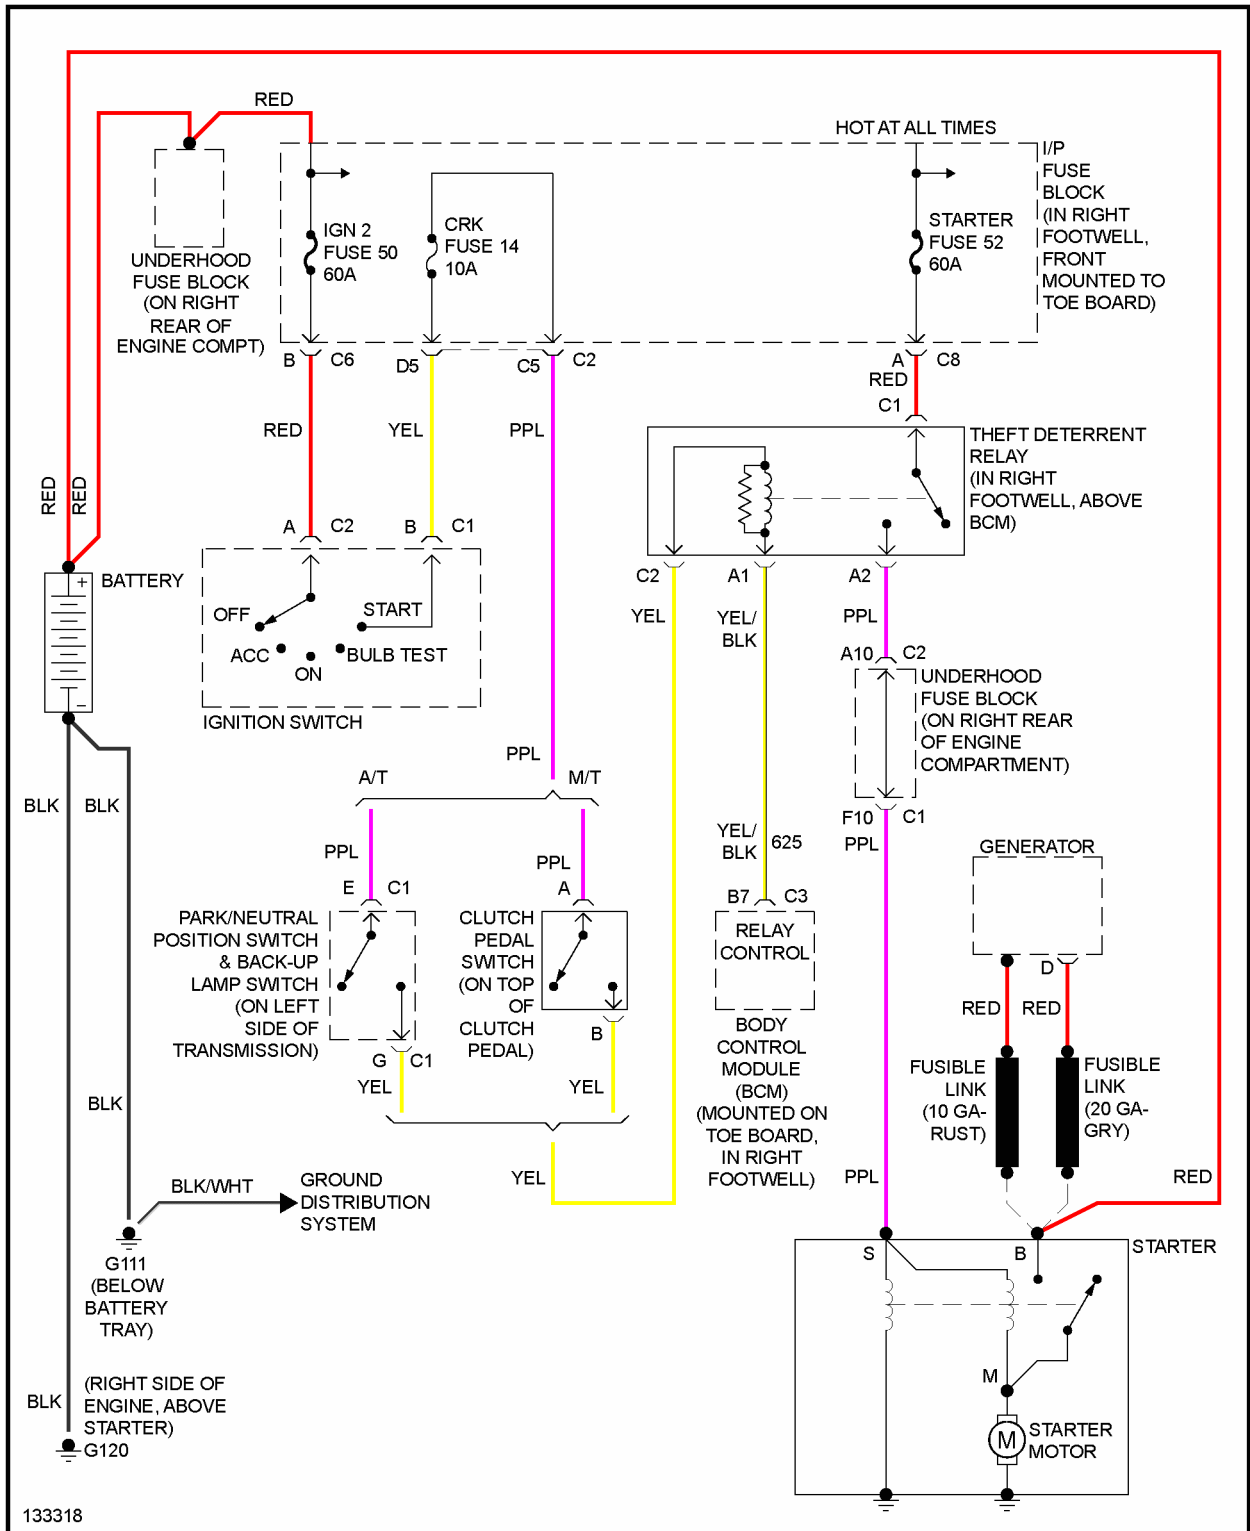 RED
HOT AT ALL TIMES
I/P
FUSE
BLOCK
(IN RIGHT
FOOTWELL,
FRONT
MOUNTED TO
TOE BOARD)
UNDERHOOD
FUSE BLOCK
(ON RIGHT
REAR OF
ENGINE COMPT)
IGN 2
FUSE 50
60A
CRK
FUSE 14
10A
STARTER
FUSE 52
60A
B
C6
D5
C5
C2
A
C8
RED
C1
RED
YEL
PPL
THEFT DETERRENT
RELAY
(IN RIGHT
FOOTWELL, ABOVE
BCM)
RED
RED
A
C2
B
C1
+
BATTERY
−
OFF
START
ACC
BULB TEST
ON
IGNITION SWITCH
C2
A1
A2
YEL
YEL/
BLK
PPL
A10
C2
UNDERHOOD
FUSE BLOCK
(ON RIGHT REAR
OF ENGINE
COMPARTMENT)
F10
C1
PPL
PPL
A/T
M/T
BLK
BLK
YEL/
BLK
625
PPL
PPL
E
C1
A
B7
C3
GENERATOR
PARK/NEUTRAL
POSITION SWITCH
& BACK-UP
LAMP SWITCH
(ON LEFT
SIDE OF
TRANSMISSION)
CLUTCH
PEDAL
SWITCH
(ON TOP
OF
CLUTCH
PEDAL)
RELAY
CONTROL
BODY
CONTROL
MODULE
(BCM)
(MOUNTED ON
TOE BOARD,
IN RIGHT
FOOTWELL)
D
RED
RED
G
C1
B
YEL
YEL
FUSIBLE
LINK
(10 GA-
RUST)
FUSIBLE
LINK
(20 GA-
GRY)
BLK
YEL
PPL
RED
BLK/WHT
GROUND
DISTRIBUTION
SYSTEM
G111
(BELOW
BATTERY
TRAY)
S
B
STARTER
M
M
STARTER
MOTOR
BLK
(RIGHT SIDE OF
ENGINE, ABOVE
STARTER)
G120
133318